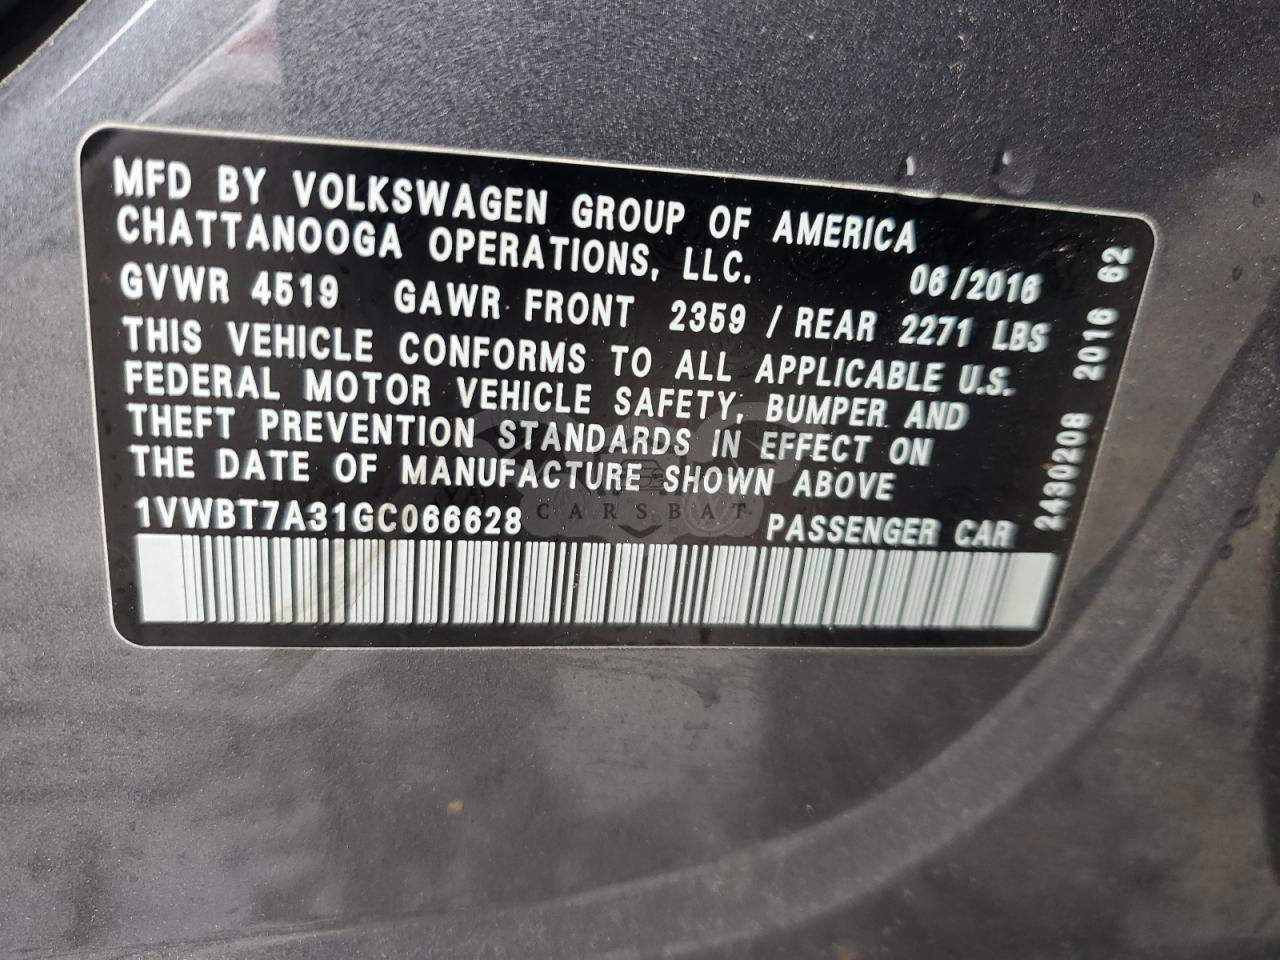 MFD BY VOLKSWAGEN GROUP OF AMERICA
CHATTANOOGA OPERATIONS, LLC.
06/2016
GVWR 4519 GAWR FRONT 2359 / REAR 2271 LBS
THIS VEHICLE CONFORMS TO ALL APPLICABLE U.S.
FEDERAL MOTOR VEHICLE SAFETY, BUMPER AND
THEFT PREVENTION STANDARDS IN EFFECT ON
THE DATE OF MANUFACTURE SHOWN ABOVE
1VWBT7A31GC066628
PASSENGER CAR
2430208 2016 62
CARSBAT